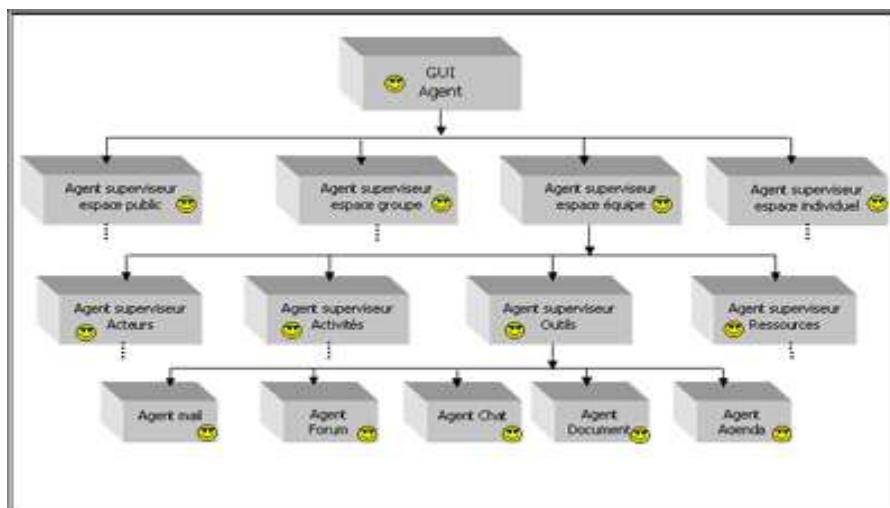 GUI
Agent
Agent superviseur
espace public
Agent superviseur
espace groupe
Agent superviseur
espace équipe
Agent superviseur
espace individuel
Agent superviseur
Acteurs
Agent superviseur
Activités
Agent superviseur
Outils
Agent superviseur
Ressources
Agent mail
Agent
Forum
Agent Chat
Agent
Document
Agent
Agenda